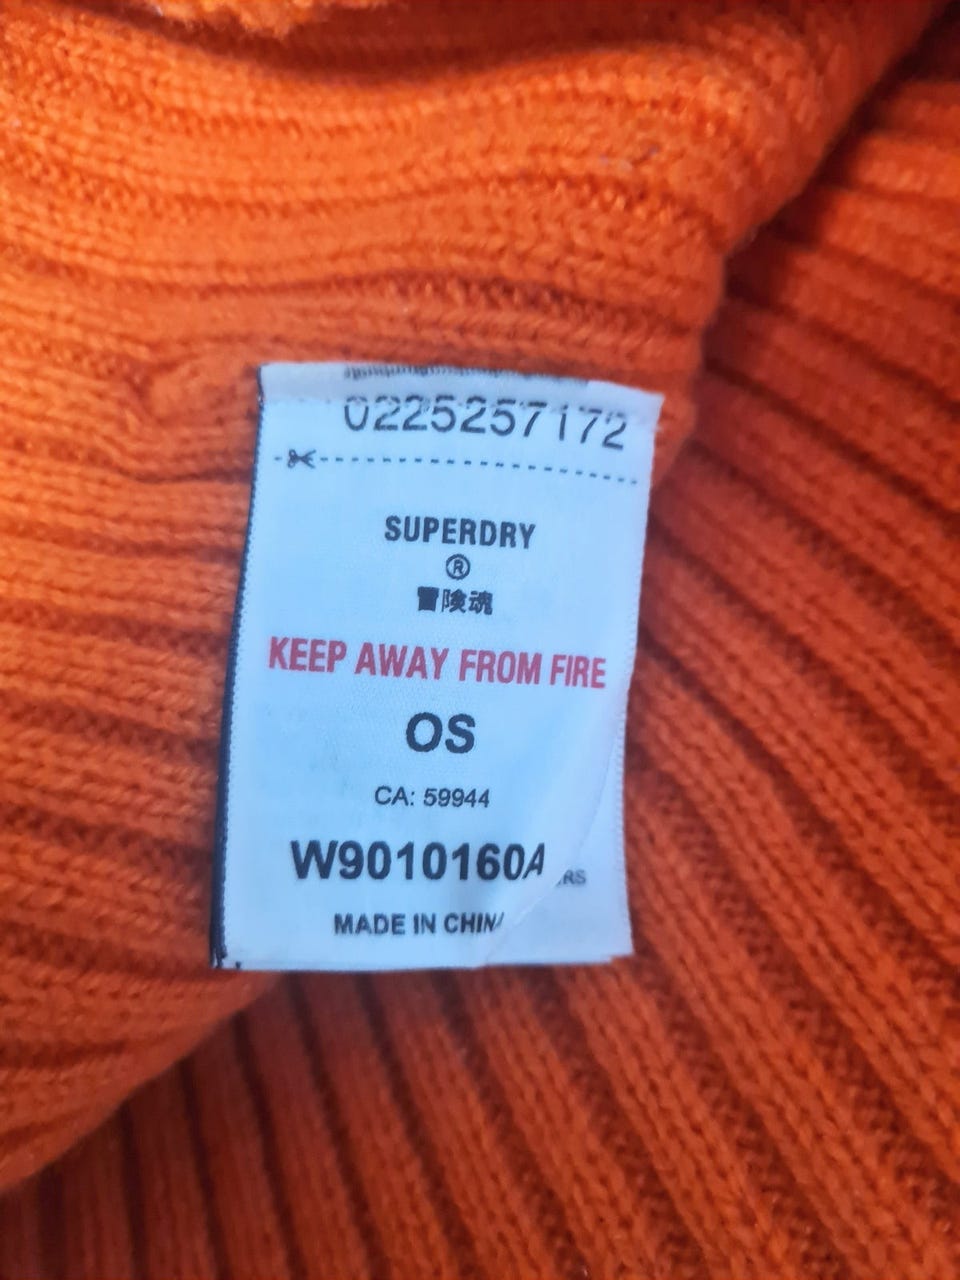 0225257172
SUPERDRY
®
冒険魂
KEEP AWAY FROM FIRE
OS
CA: 59944
W9010160A
MADE IN CHINA